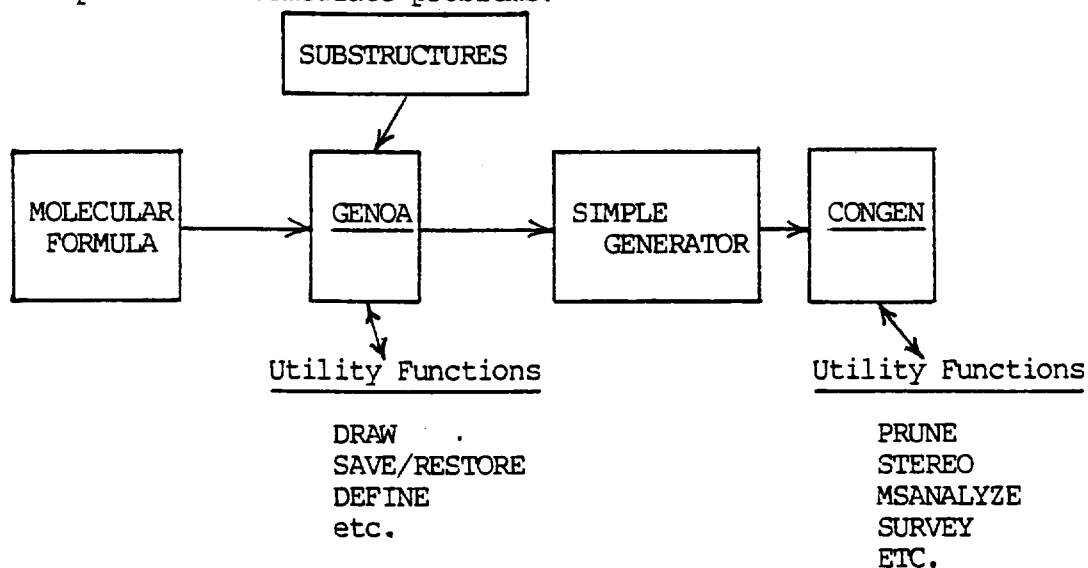 problems.
SUBSTRUCTURES
MOLECULAR
FORMULA
GENOA
SIMPLE
GENERATOR
CONGEN
Utility Functions
DRAW
SAVE/RESTORE
DEFINE
etc.
Utility Functions
PRUNE
STEREO
MSANALYZE
SURVEY
ETC.